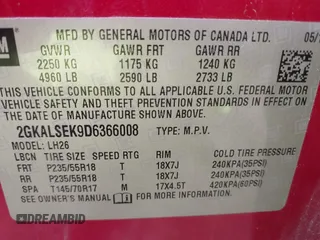 GM
MFD BY GENERAL MOTORS OF CANADA LTD. 05/1
GVWR GAWR FRT GAWR RR
2250 KG 1175 KG 1240 KG
4960 LB 2590 LB 2733 LB
THIS VEHICLE CONFORMS TO ALL APPLICABLE U.S. FEDERAL MOTOR
VEHICLE SAFETY, BUMPER, AND THEFT PREVENTION STANDARDS IN EFFECT ON
THE DATE OF MANUFACTURE SHOWN ABOVE.
2GKALSEK9D6366008 TYPE: M.P.V.
MODEL: LH26
LBCN TIRE SIZE SPEED RTG RIM COLD TIRE PRESSURE
FRT P235/55R18 T 18X7J 240KPA(35PSI)
RR P235/55R18 T 18X7J 240KPA(35PSI)
SPA T145/70R17 M 17X4.5T 420KPA(60PSI)
SEE OWNER'S MANUAL
DREAMBID